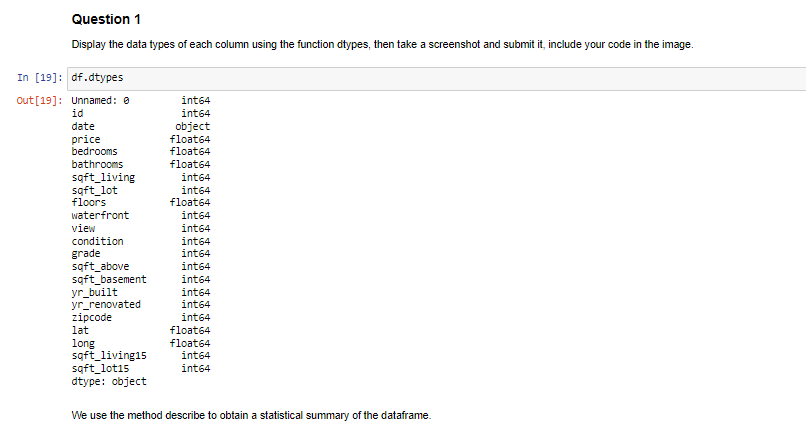 Question 1
Display the data types of each column using the function dtypes, then take a screenshot and submit it, include your code in the image.
In [19]: df.dtypes
Out[19]: Unnamed: 0 int64
id int64
date object
price float64
bedrooms float64
bathrooms float64
sqft_living int64
sqft_lot int64
floors float64
waterfront int64
view int64
condition int64
grade int64
sqft_above int64
sqft_basement int64
yr_built int64
yr_renovated int64
zipcode int64
lat float64
long float64
sqft_living15 int64
sqft_lot15 int64
dtype: object
We use the method describe to obtain a statistical summary of the dataframe.